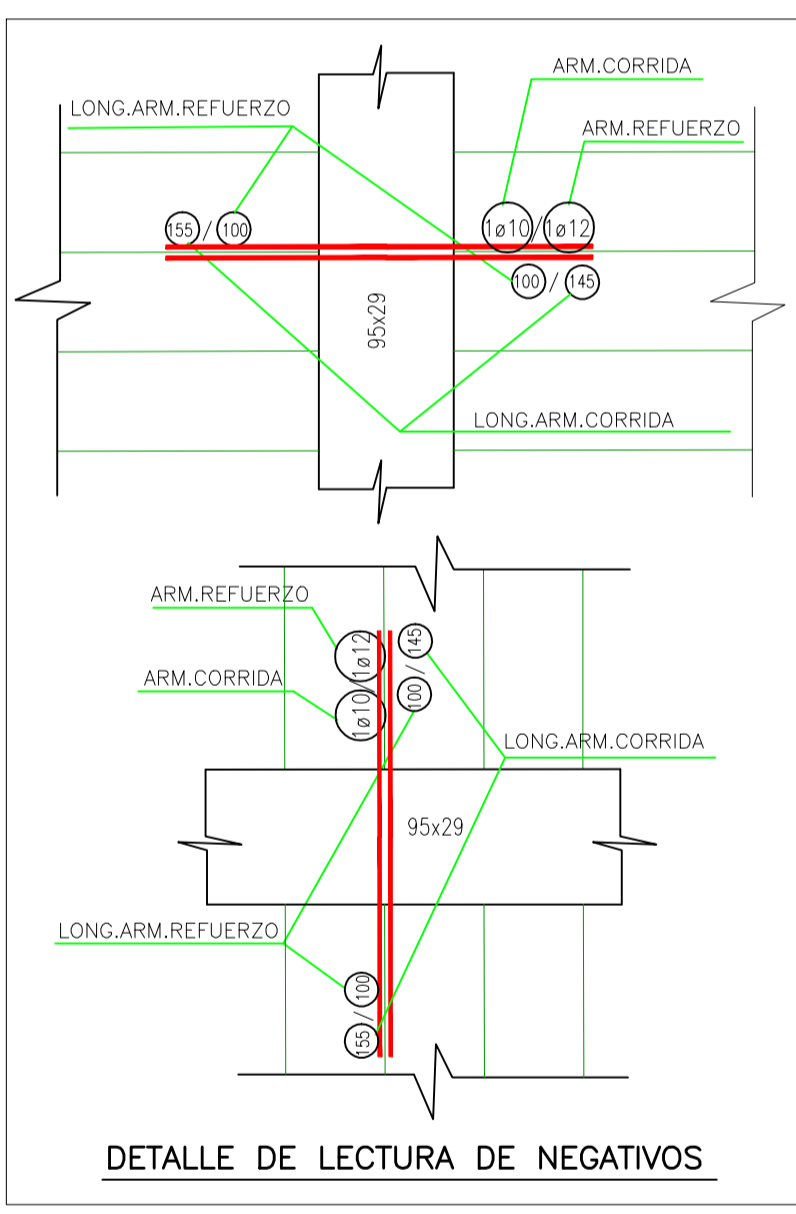 ARM.CORRIDA
LONG.ARM.REFUERZO
ARM.REFUERZO
155 / 100
1ø10/1ø12
100 / 145
95x29
LONG.ARM.CORRIDA
ARM.REFUERZO
1ø10/1ø12
100 / 145
ARM.CORRIDA
LONG.ARM.CORRIDA
95x29
LONG.ARM.REFUERZO
155 / 100
DETALLE DE LECTURA DE NEGATIVOS